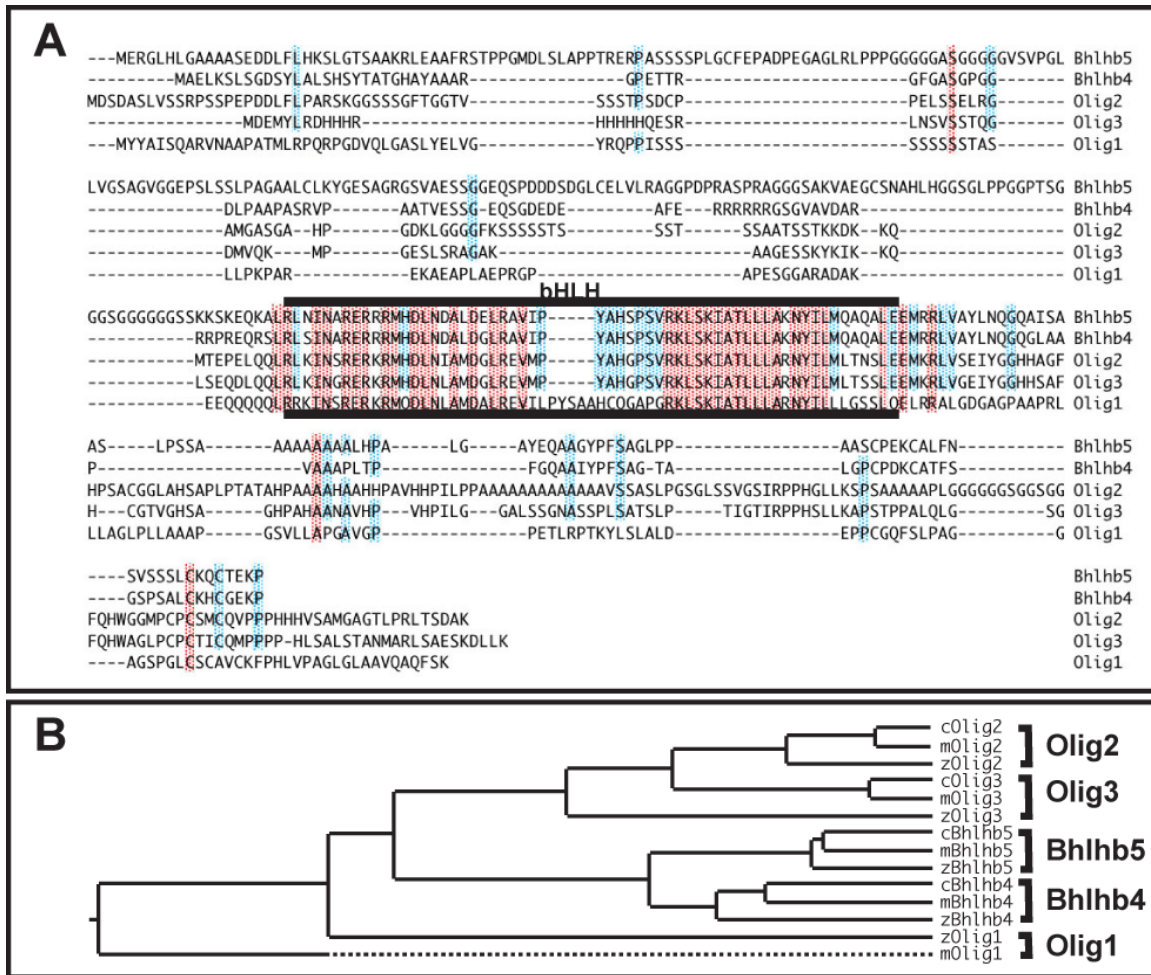 A
---MERGLHLGAAAASEDDLFLHKSLGTSAAKRLEAAFRSTPPGMDLSLAPPTRERPASSSSSPLGCFEPADPEGAGLRLPPPGGGGGGASGGGGGVSVPGL Bhlhb5
---------MAELKSLSGDSYLALSHSYTATGHAYAAAR-------------------GPETTR-------------------GFGASGPGG------- Bhlhb4
MDSDASLVSSRPSSPEPDDLFLPARSKGGSSSGFTGGTV-------------SSSTPSDCP---------------PELSSELRG------- Olig2
----------------MDEMYLRDHHHR------------------------HHHHHQESR---------------LNSVSSTQG------- Olig3
---MYYAISQARVNAAPATMLRPQRPGDVQLGASLYELVG------------YRQPPISSS---------------SSSSSSTAS------- Olig1
LVGSAGVGGEPSLSSLPAGAALCLKYGESAGRGSVAESSGGEQSPDDDSDGLCELVLRAGGPDPRASPRAGGGSAKVAEGCSNAHLHGGSGLPPGGPTSG Bhlhb5
--------------DLPAAPASRVP------AATVESSG-EQSGDEDE---------AFE---RRRRRRGSGVAVDAR--------------------- Bhlhb4
--------------AMGASGA--HP------GDKLGGGGFKSSSSSTS---------SST------SSAATSSTKKDK--KQ----------------- Olig2
--------------DMVQK---MP-------GESLSRAGAK-------------------------AAGESSKYKIK--KQ----------------- Olig3
--------------LLPKPAR----------EKAEAPLAEPRGP---------------------APESGGARADAK--------------------- Olig1
bHLH
GGSGGGGGGSSKKSKEQKALRLNINARERRRMHDLNDALDELRAVIP-----YAHSPSVRKLSKIATLLLAKNYILMQAQALEEMRRLVAYLNQGQAISA Bhlhb5
-----------RRPREQRSLRLSINARERRRMHDLNDALDGLRAVIP-----YAHSPSVRKLSKIATLLLAKNYILMQAQALEEMRRLVAYLNQGQGLAA Bhlhb4
-----------MTEPELQQLRLKINSRERKRMHDLNIAMDGLREVMP-----YAHGPSVRKLSKIATLLLARNYILMLTNSLEEMKRLVSEIYGGHHAGF Olig2
-----------LSEQDLQQLRLKINGRERKRMHDLNLAMDGLREVMP-----YAHGPSVRKLSKIATLLLARNYILMLTSSLEEMKRLVGEIYGGHHSAF Olig3
------------EEQQQQQLRRKINSRERKRMQDLNLAMDALREVILPYSAAHCQGAPGRKLSKIATLLLARNYILLLGSSLQELRRALGDGAGPAAPRL Olig1
AS-----LPSSA------AAAAAAAALHPA------LG-----AYEQAAGYPFSAGLPP-----------------AASCPEKCALFN----------- Bhlhb5
P---------------------VAAAPLTP---------------FGQAAIYPFSAG-TA----------------LGPCPDKCATFS----------- Bhlhb4
HPSACGGLAHSAPLPTATAHPAAAAHAAHHPAVHHPILPPAAAAAAAAAAAAAVSSASLPGSGLSSVGSIRPPHGLLKSPSAAAAAPLGGGGGGSGGSGG Olig2
H---CGTVGHSA------GHPAHAANAVHP--VHPILG---GALSSGNASSPLSATSLP-----TIGTIRPPHSLLKAPSTPPALQLG--------SG Olig3
LLAGLPLLAAAP------GSVLLAPGAVGP---------------PETLRPTKYLSLALD---------------EPPCGQFSLPAG---------G Olig1
----SVSSSLCKQCTEKP Bhlhb5
----GSPSALCKHCGEKP Bhlhb4
FQHWGGMPCPCSMCQVPPPHHHVSAMGAGTLPRLTSDAK Olig2
FQHWAGLPCPCTICQMPPPP-HLSALSTANMARLSAESKDLLK Olig3
----AGSPGLCSCAVCKFPHLVPAGLGLAAVQAQFSK Olig1
B
cOlig2
mOlig2
zOlig2
Olig2
cOlig3
mOlig3
zOlig3
Olig3
cBhlhb5
mBhlhb5
zBhlhb5
Bhlhb5
cBhlhb4
mBhlhb4
zBhlhb4
Bhlhb4
zOlig1
mOlig1
Olig1